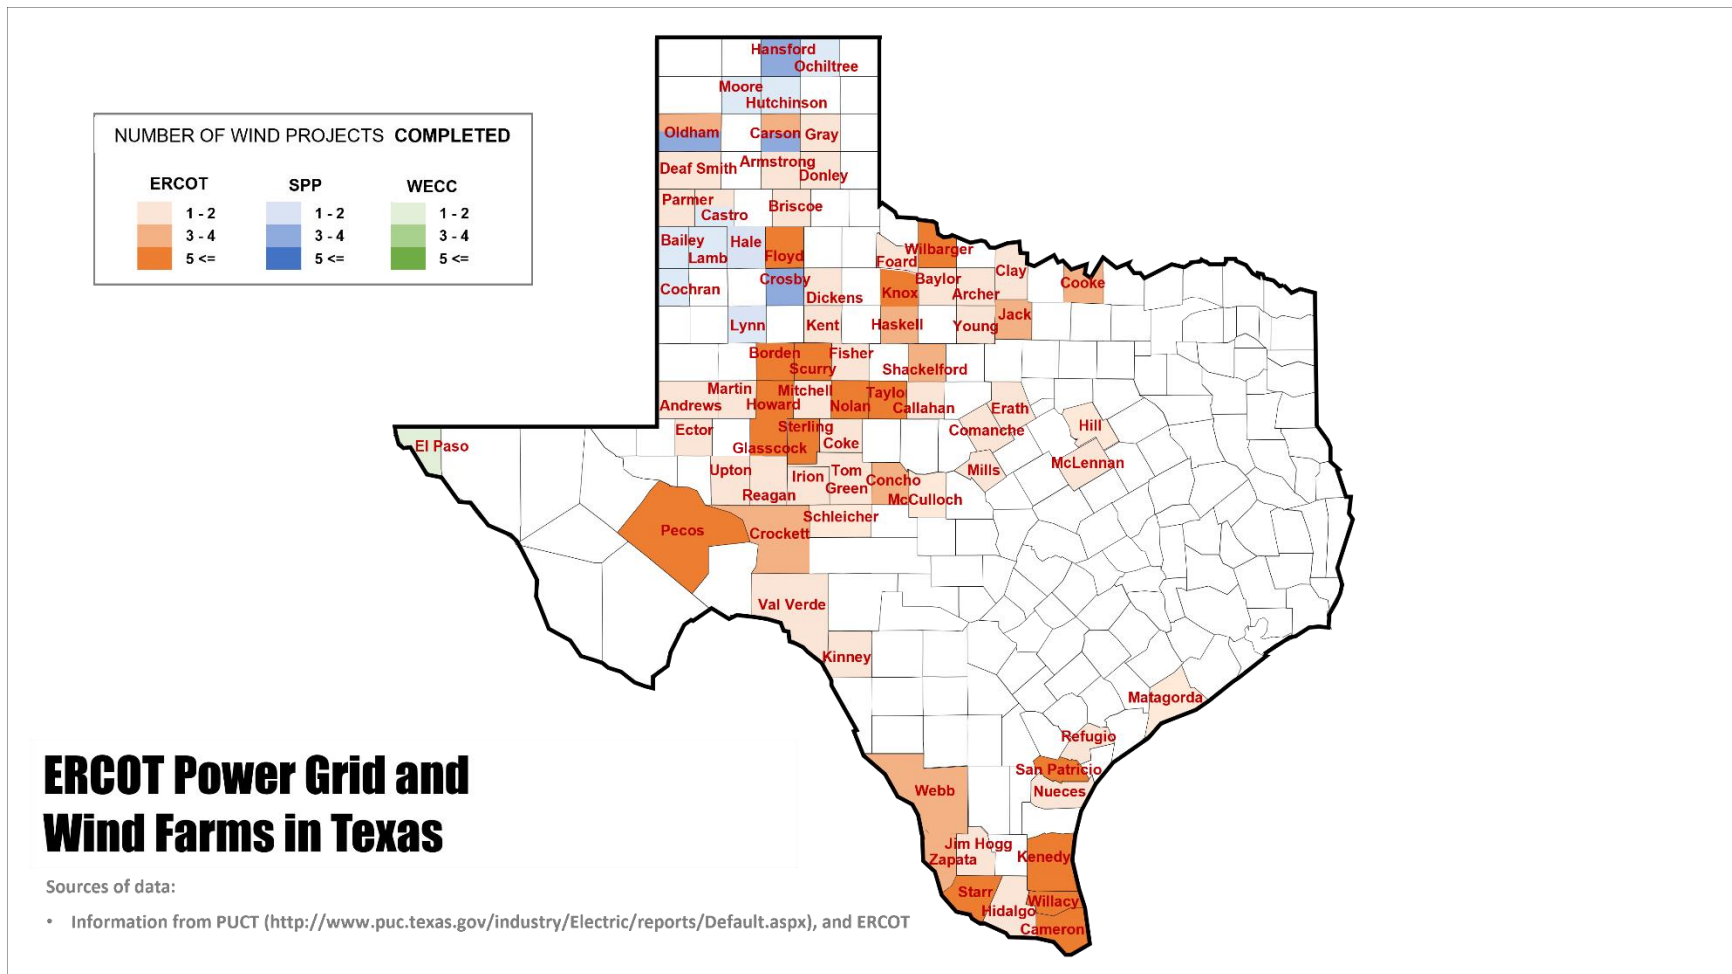 Hansford
Ochiltree
Moore
Hutchinson
NUMBER OF WIND PROJECTS COMPLETED
ERCOT SPP WECC
1 - 2 1 - 2 1 - 2
3 - 4 3 - 4 3 - 4
5 <= 5 <= 5 <=
Oldham Carson Gray
Deaf Smith Armstrong
Donley
Parmer
Castro Briscoe
Bailey Hale
Lamb Floyd Foard Wilbarger
Cochran Crosby Dickens Knox Baylor Archer Clay Cooke
Lynn Kent Haskell Young Jack
Borden Fisher
Scurry Shackelford
Martin Mitchell Taylo
Andrews Howard Nolan Callahan Erath
Ector Sterling Comanche Hill
El Paso Glasscock Coke
Upton Irion Tom Mills McLennan
Reagan Green Concho
McCulloch
Schleicher
Pecos Crockett
Val Verde
Kinney
Matagorda
Refugio
San Patricio
Webb Nueces
Jim Hogg
Zapata Kenedy
Starr Willacy
Hidalgo
Cameron
ERCOT Power Grid and
Wind Farms in Texas
Sources of data:
• Information from PUCT (http://www.puc.texas.gov/industry/Electric/reports/Default.aspx), and ERCOT